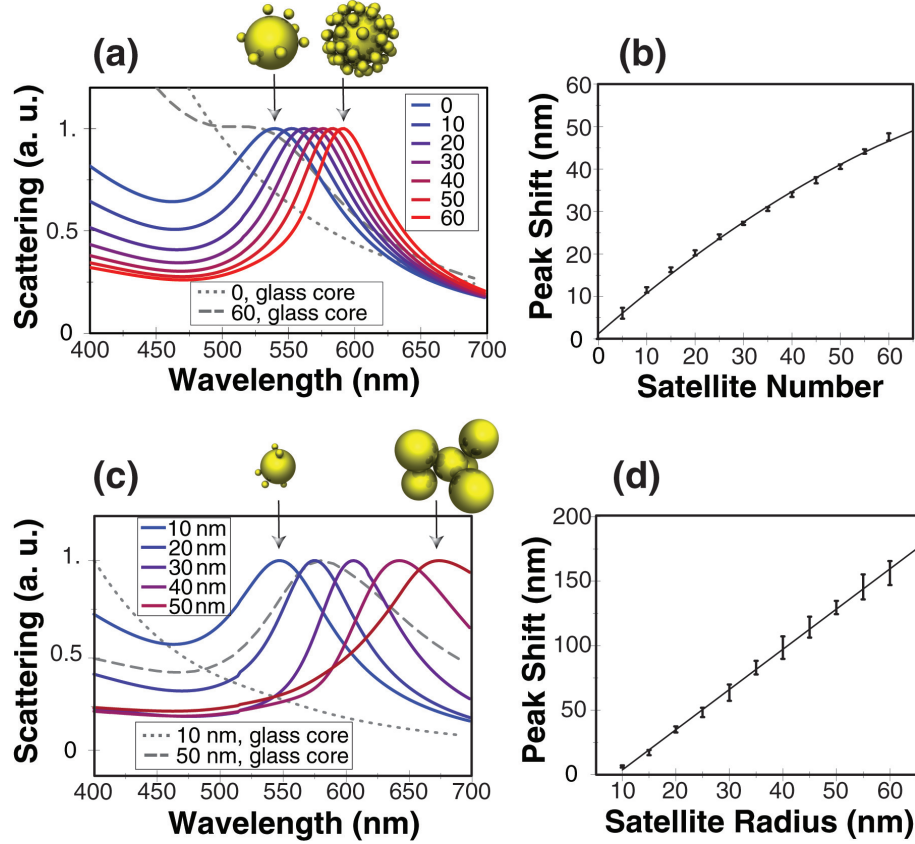 (a)
Scattering (a. u.)
1.
0.5
0
400 450 500 550 600 650 700
Wavelength (nm)
0
10
20
30
40
50
60
0, glass core
60, glass core
(b)
Peak Shift (nm)
60
50
40
30
20
10
0
0 10 20 30 40 50 60
Satellite Number
(c)
Scattering (a. u.)
1.
0.5
0
400 450 500 550 600 650 700
Wavelength (nm)
10 nm
20 nm
30 nm
40 nm
50 nm
10 nm, glass core
50 nm, glass core
(d)
Peak Shift (nm)
200
150
100
50
0
10 20 30 40 50 60
Satellite Radius (nm)